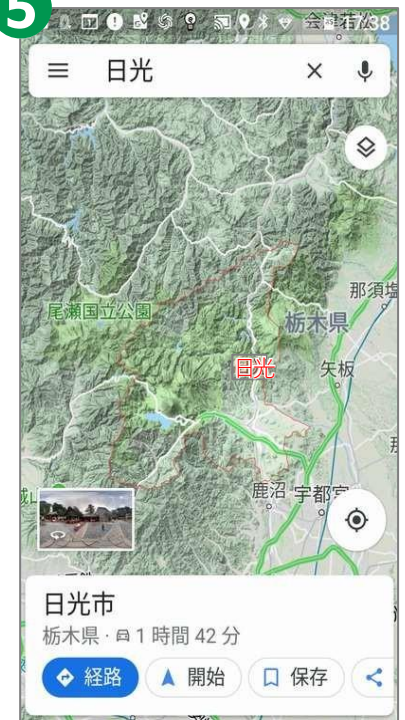 5
会津若松
17:38
日光
尾瀬国立公園
那須塩
栃木県
日光
矢板
鹿沼
宇都宮
日光市
栃木県・1 時間 42 分
経路
開始
保存